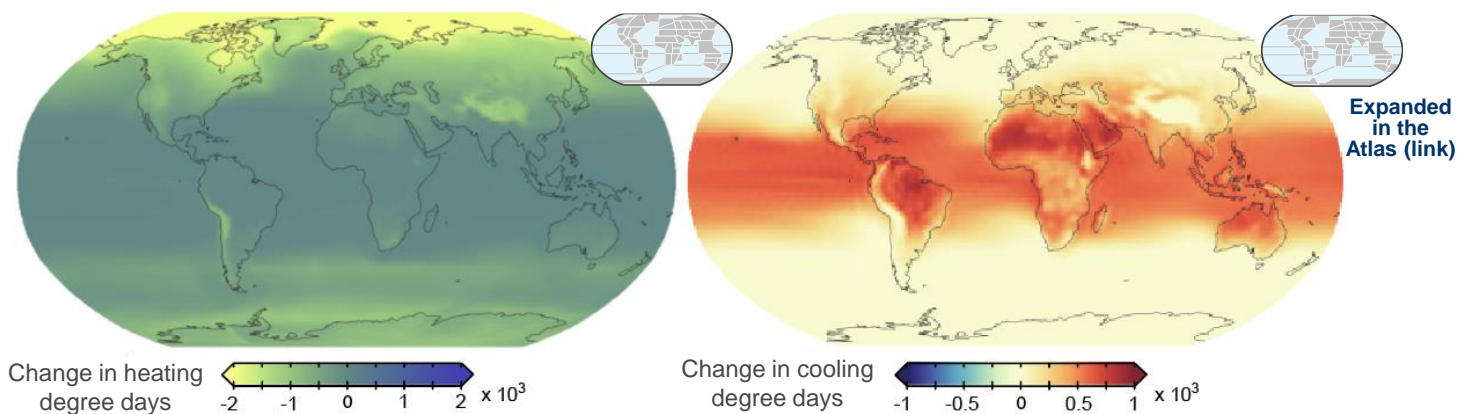 Expanded
in the
Atlas (link)
Change in heating
degree days
-2 -1 0 1 2 x 10³
Change in cooling
degree days
-1 -0.5 0 0.5 1 x 10³